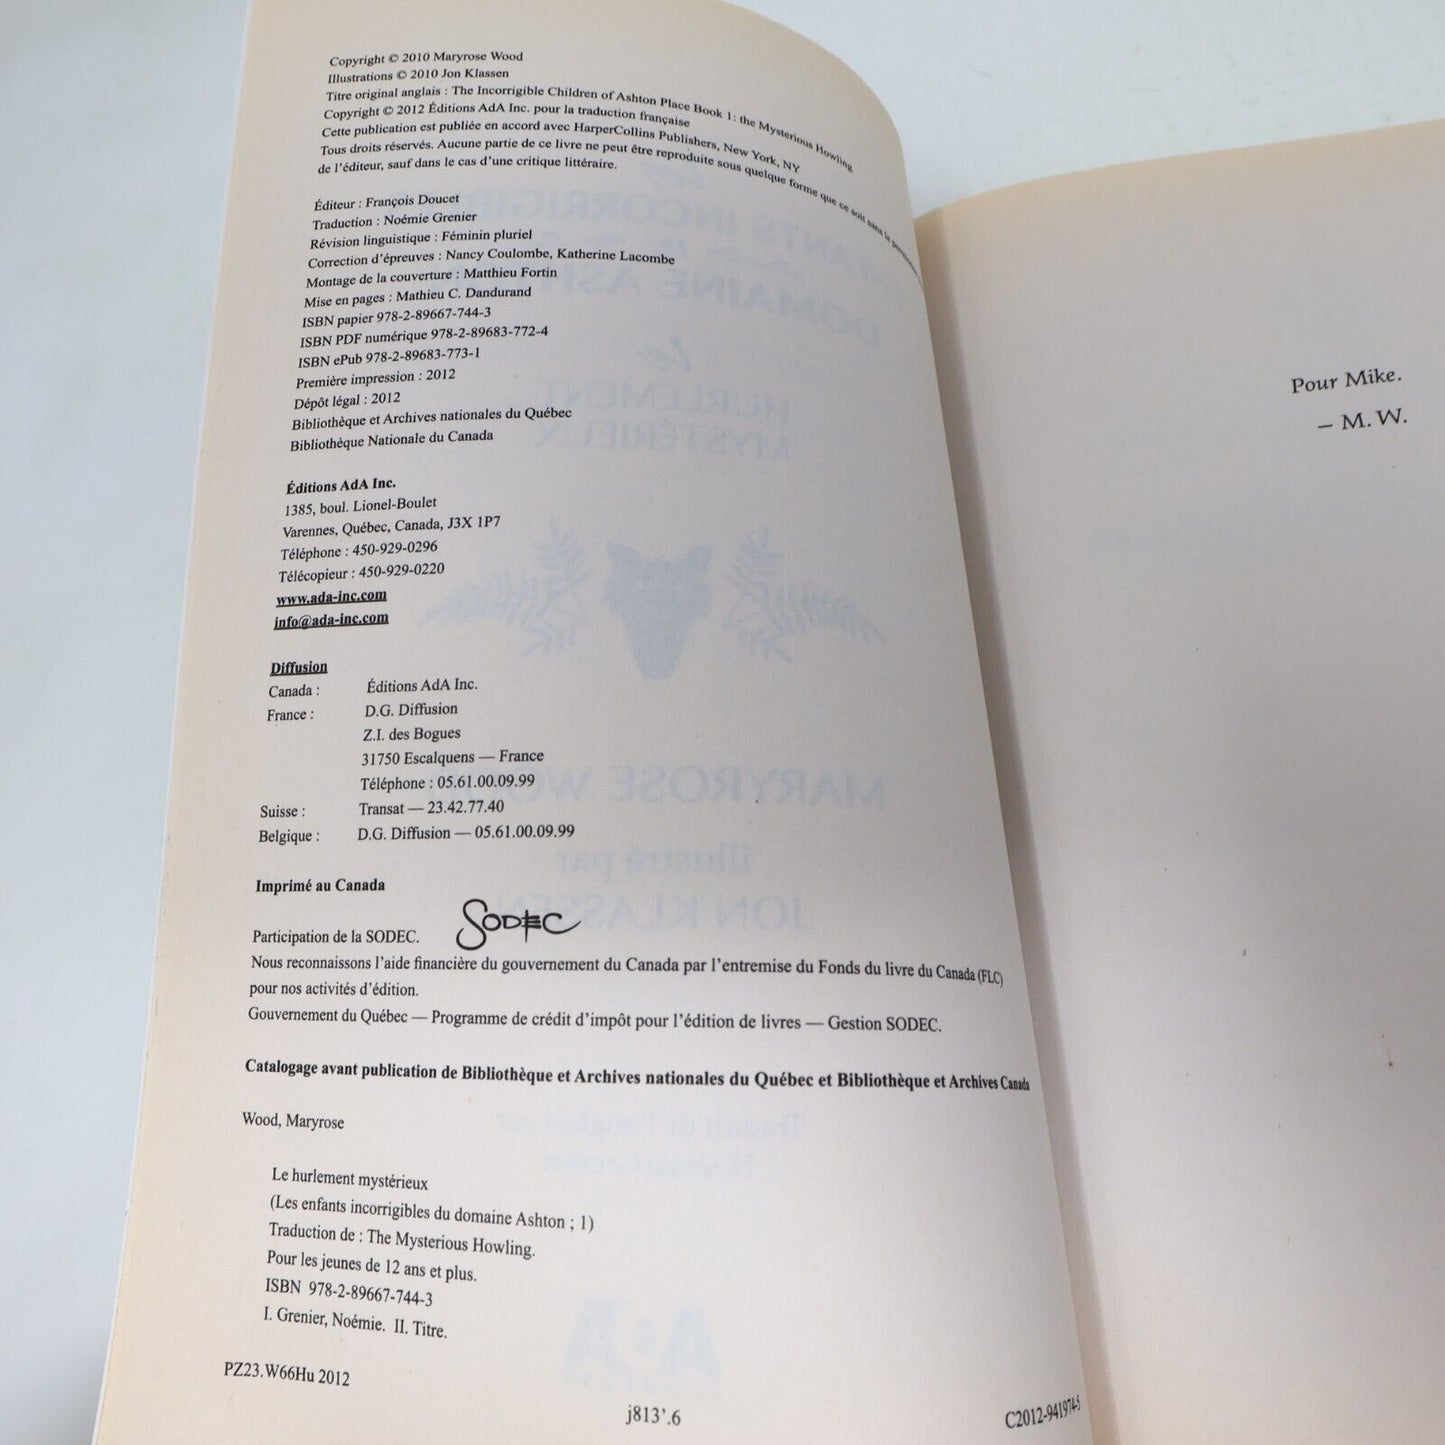 Copyright © 2010 Maryrose Wood
Illustrations © 2010 Jon Klassen
Titre original anglais : The Incorrigible Children of Ashton Place Book 1: the Mysterious Howling
Copyright © 2012 Éditions AdA Inc. pour la traduction française
Cette publication est publiée en accord avec HarperCollins Publishers, New York, NY
Tous droits réservés. Aucune partie de ce livre ne peut être reproduite sous quelque forme que ce soit sans la
de l'éditeur, sauf dans le cas d'une critique littéraire.
Éditeur : François Doucet
Traduction : Noémie Grenier
Révision linguistique : Féminin pluriel
Correction d'épreuves : Nancy Coulombe, Katherine Lacombe
Montage de la couverture : Matthieu Fortin
Mise en pages : Mathieu C. Dandurand
ISBN papier 978-2-89667-744-3
ISBN PDF numérique 978-2-89683-772-4
ISBN ePub 978-2-89683-773-1
Première impression : 2012
Dépôt légal : 2012
Bibliothèque et Archives nationales du Québec
Bibliothèque Nationale du Canada
Éditions AdA Inc.
1385, boul. Lionel-Boulet
Varennes, Québec, Canada, J3X 1P7
Téléphone : 450-929-0296
Télécopieur : 450-929-0220
www.ada-inc.com
info@ada-inc.com
Diffusion
Canada : Éditions AdA Inc.
France : D.G. Diffusion
Z.I. des Bogues
31750 Escalquens — France
Téléphone : 05.61.00.09.99
Suisse : Transat — 23.42.77.40
Belgique : D.G. Diffusion — 05.61.00.09.99
Imprimé au Canada
Participation de la SODEC. SODEC
Nous reconnaissons l'aide financière du gouvernement du Canada par l'entremise du Fonds du livre du Canada (FLC)
pour nos activités d'édition.
Gouvernement du Québec — Programme de crédit d'impôt pour l'édition de livres — Gestion SODEC.
Catalogage avant publication de Bibliothèque et Archives nationales du Québec et Bibliothèque et Archives Canada
Wood, Maryrose
Le hurlement mystérieux
(Les enfants incorrigibles du domaine Ashton ; 1)
Traduction de : The Mysterious Howling.
Pour les jeunes de 12 ans et plus.
ISBN 978-2-89667-744-3
I. Grenier, Noémie. II. Titre.
PZ23.W66Hu 2012
j813'.6
C2012-941974-5
Pour Mike.
– M. W.